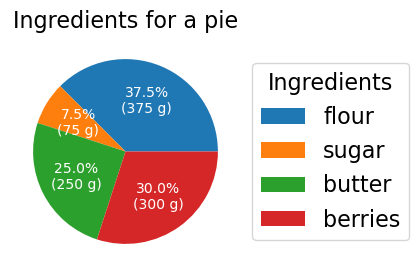 Ingredients for a pie
37.5%
(375 g)
7.5%
(75 g)
25.0%
(250 g)
30.0%
(300 g)
Ingredients
flour
sugar
butter
berries